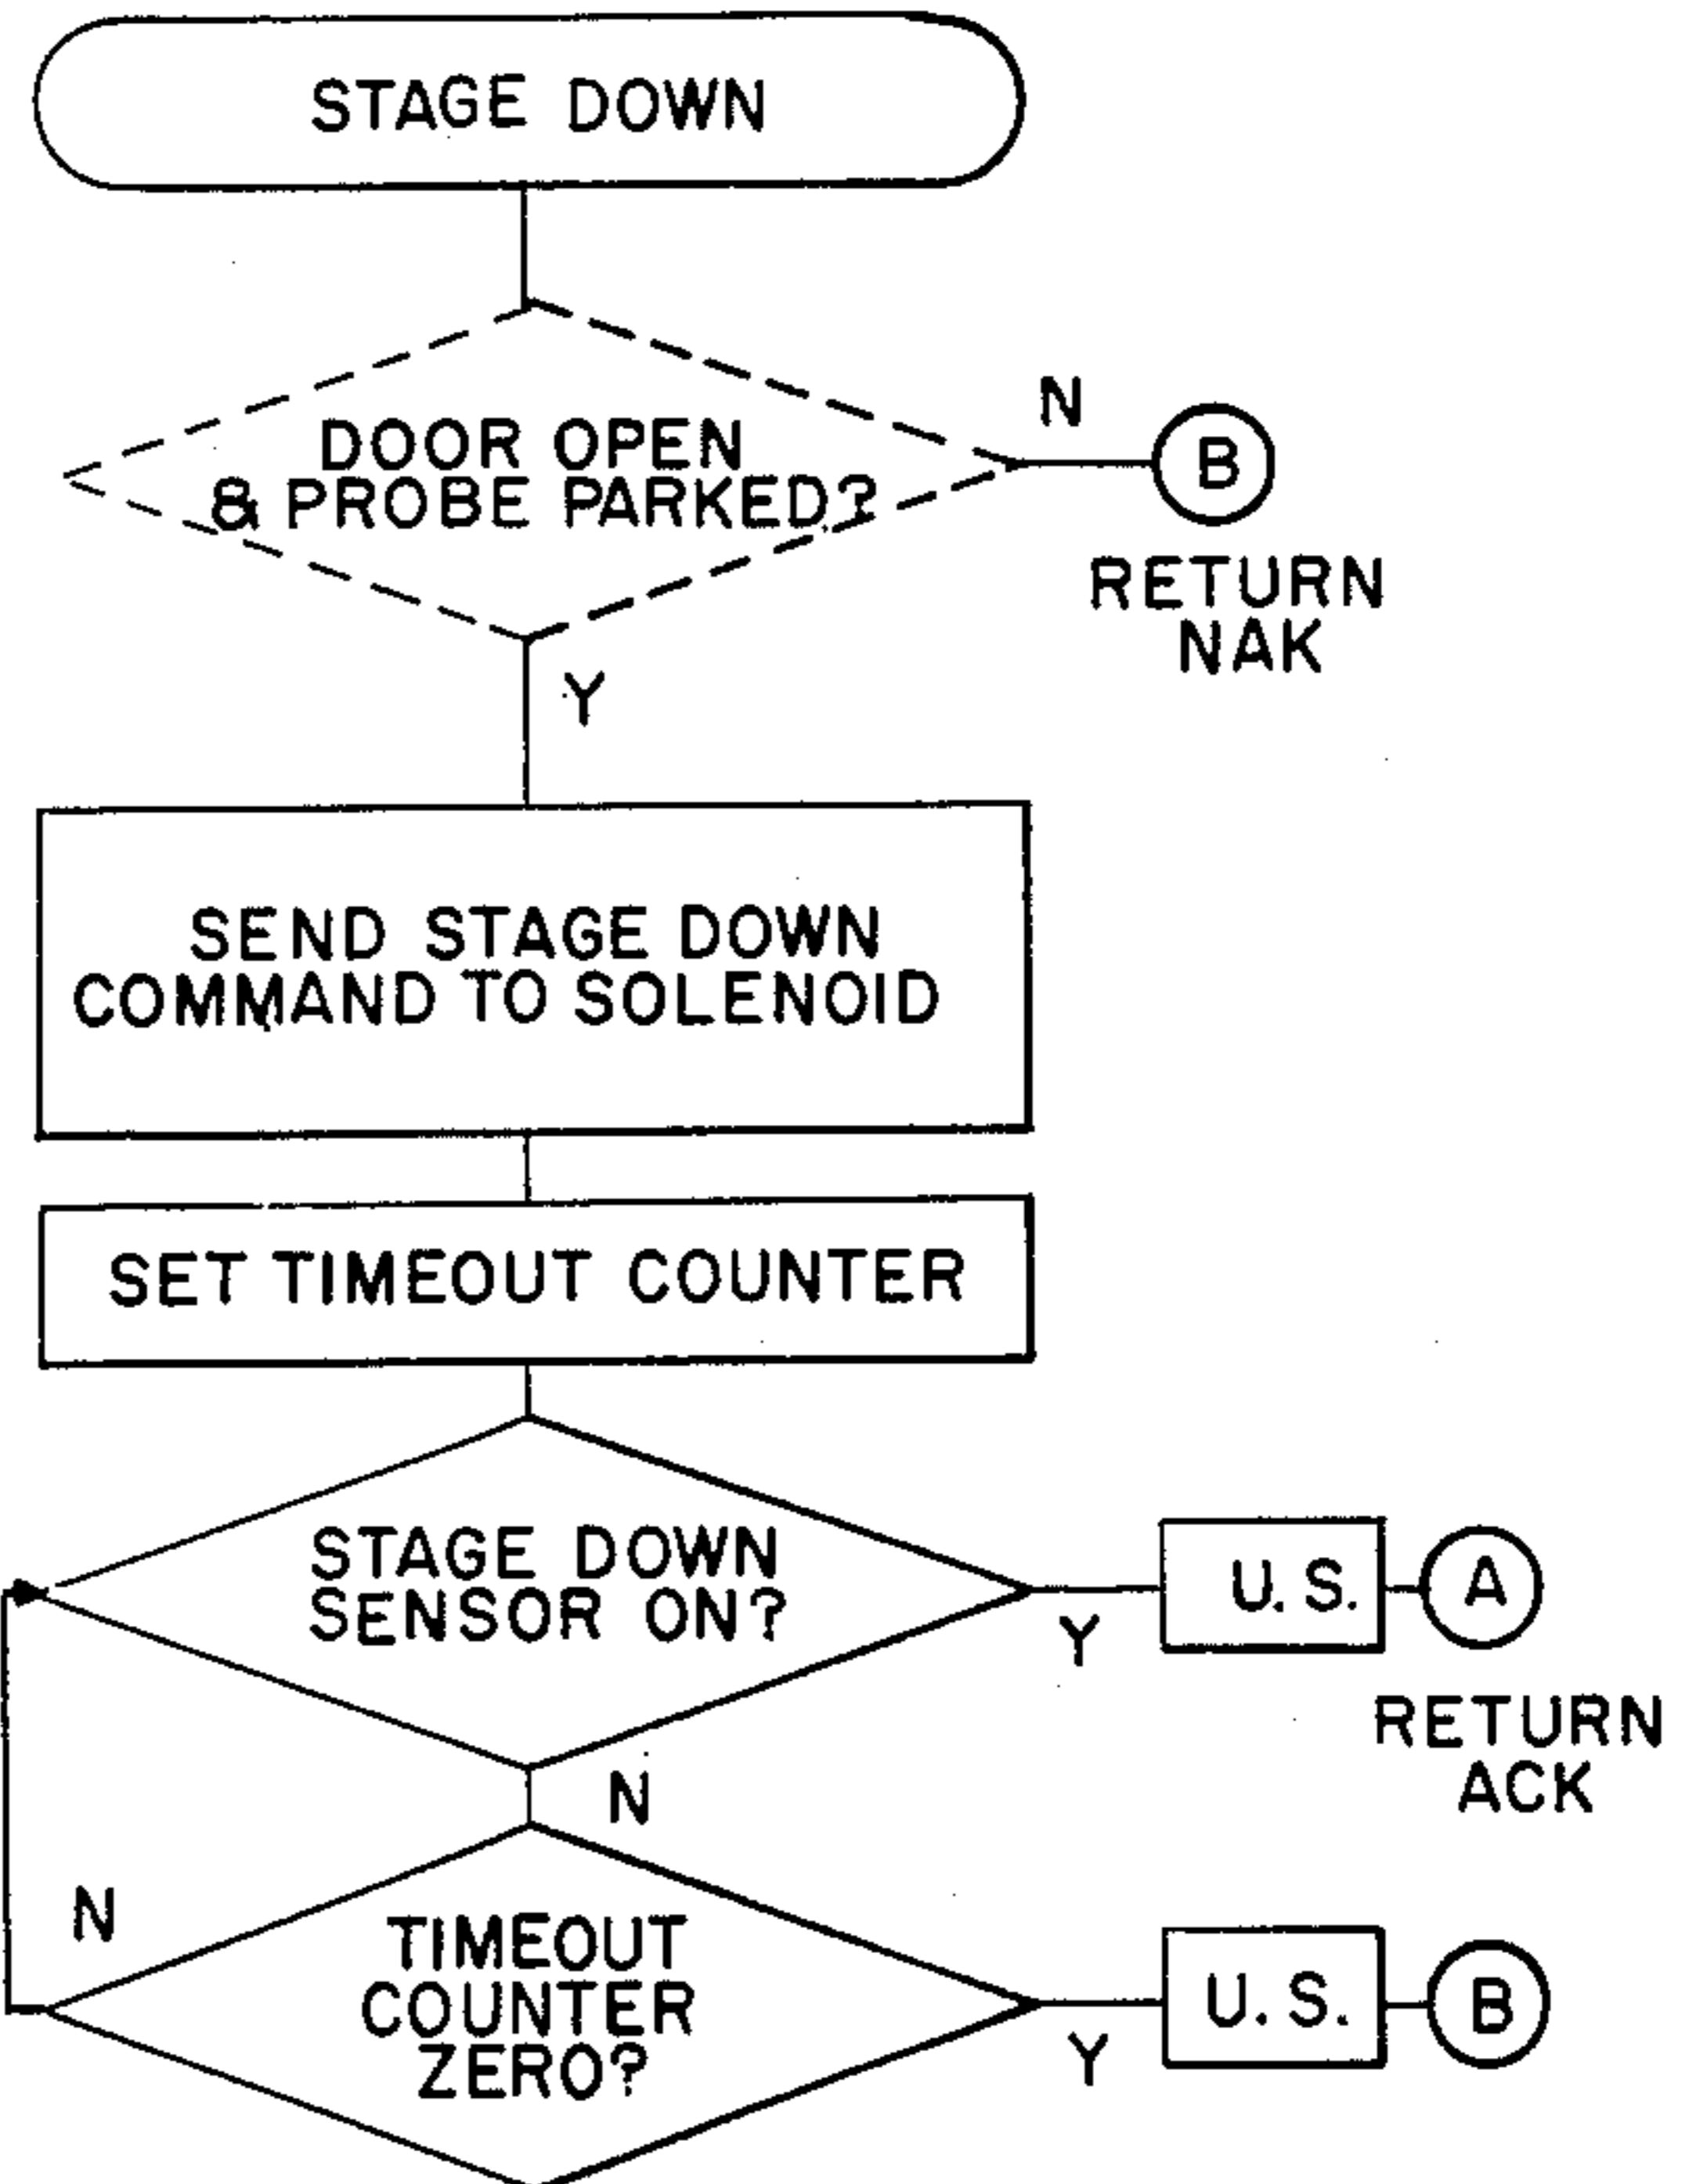 STAGE DOWN
DOOR OPEN
& PROBE PARKED?
N
B
RETURN
NAK
Y
SEND STAGE DOWN
COMMAND TO SOLENOID
SET TIMEOUT COUNTER
STAGE DOWN
SENSOR ON?
Y
U.S.
A
RETURN
ACK
N
N
TIMEOUT
COUNTER
ZERO?
Y
U.S.
B